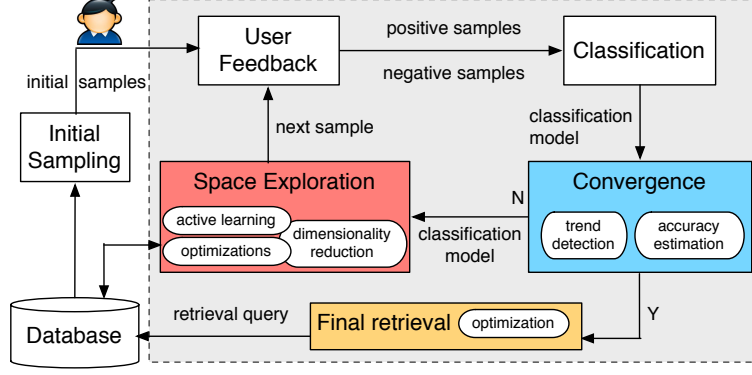 User
Feedback
positive samples
negative samples
Classification
initial samples
Initial
Sampling
next sample
classification
model
Space Exploration
active learning
optimizations
dimensionality
reduction
N
classification
model
Convergence
trend
detection
accuracy
estimation
Database
retrieval query
Final retrieval
optimization
Y